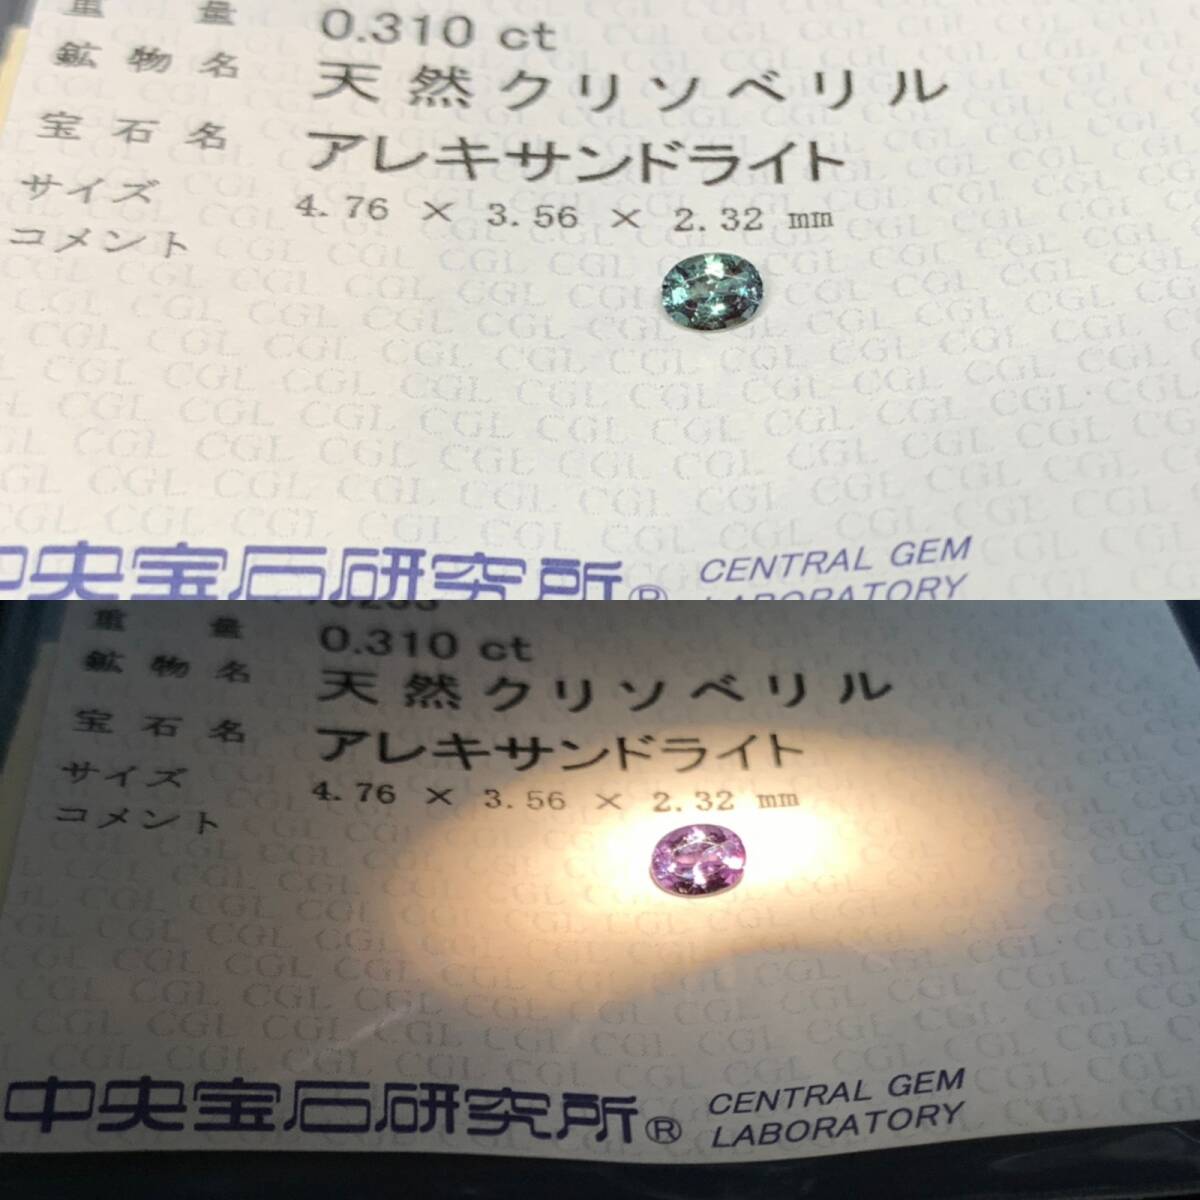 重量 0.310 ct
鉱物名 天然クリソベリル
宝石名 アレキサンドライト
サイズ 4.76 × 3.56 × 2.32 mm
コメント
中央宝石研究所® CENTRAL GEM
LABORATORY
重量 0.310 ct
鉱物名 天然クリソベリル
宝石名 アレキサンドライト
サイズ 4.76 × 3.56 × 2.32 mm
コメント
中央宝石研究所® CENTRAL GEM
LABORATORY